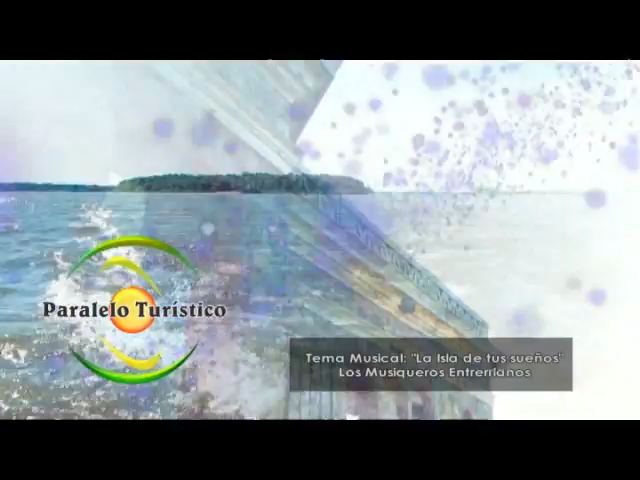 Paralelo Turístico
Tema Musical: "La Isla de tus sueños"
Los Musiqueros Entrerrianos